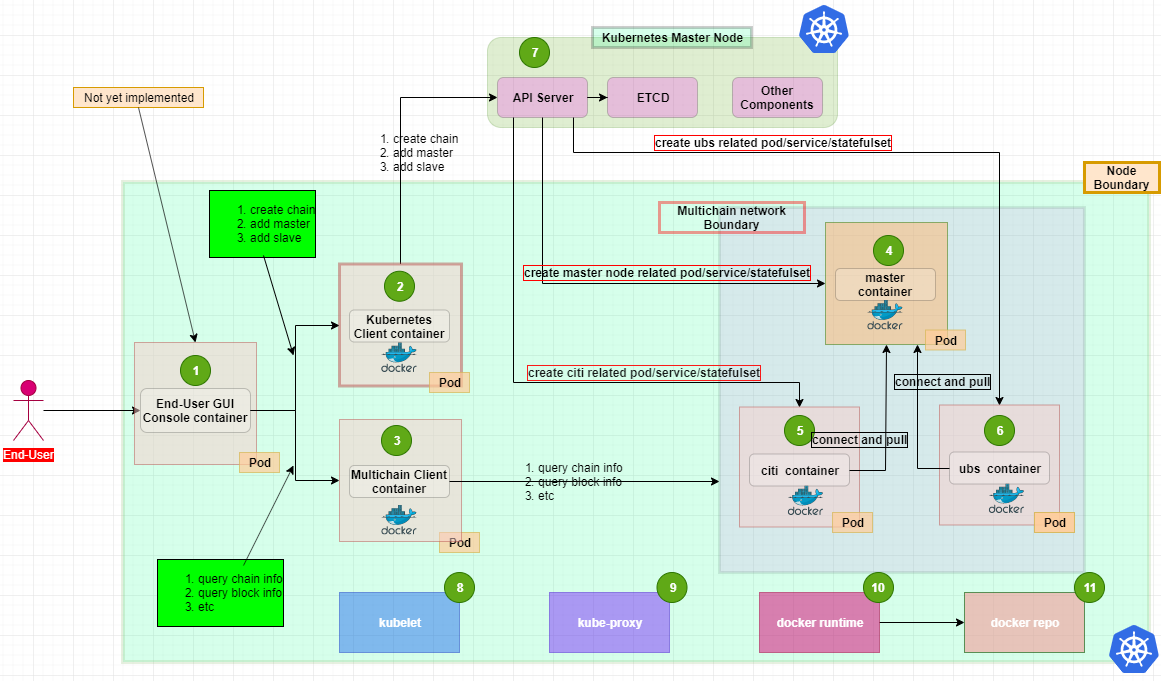 Kubernetes Master Node
7
API Server
ETCD
Other
Components
Not yet implemented
1. create chain
2. add master
3. add slave
create ubs related pod/service/statefulset
Node
Boundary
1. create chain
2. add master
3. add slave
Multichain network
Boundary
4
master
container
docker
Pod
create master node related pod/service/statefulset
2
Kubernetes
Client container
docker
Pod
1
End-User GUI
Console container
Pod
End-User
create citi related pod/service/statefulset
connect and pull
3
Multichain Client
container
docker
Pod
1. query chain info
2. query block info
3. etc
5
connect and pull
citi container
docker
Pod
6
ubs container
docker
Pod
1. query chain info
2. query block info
3. etc
8
kubelet
9
kube-proxy
10
docker runtime
11
docker repo